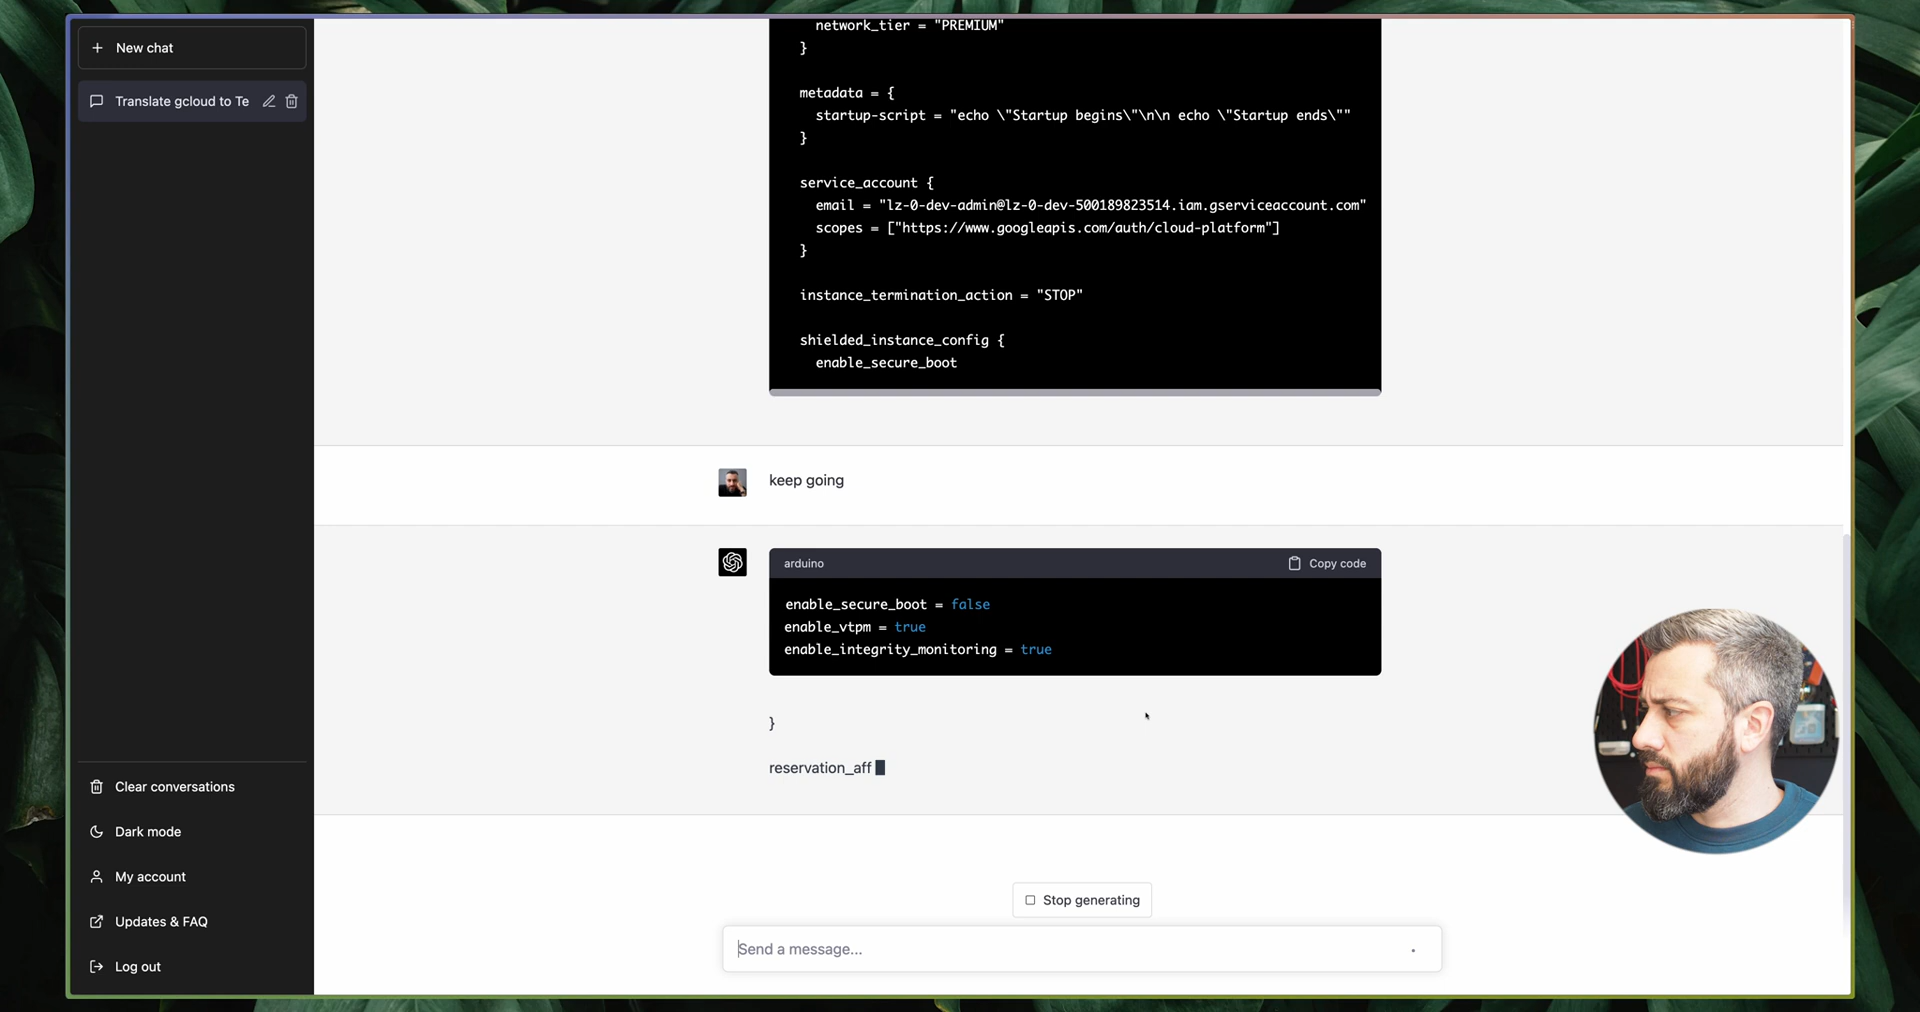 New chat
Translate gcloud to Te
network_tier = "PREMIUM"
}
metadata = {
startup-script = "echo \"Startup begins\"\n\n echo \"Startup ends\""
}
service_account {
email = "lz-0-dev-admin@lz-0-dev-500189823514.iam.gserviceaccount.com"
scopes = ["https://www.googleapis.com/auth/cloud-platform"]
}
instance_termination_action = "STOP"
shielded_instance_config {
enable_secure_boot
keep going
arduino
Copy code
enable_secure_boot = false
enable_vtpm = true
enable_integrity_monitoring = true
}
reservation_aff
Clear conversations
Dark mode
My account
Updates & FAQ
Log out
Stop generating
Send a message...